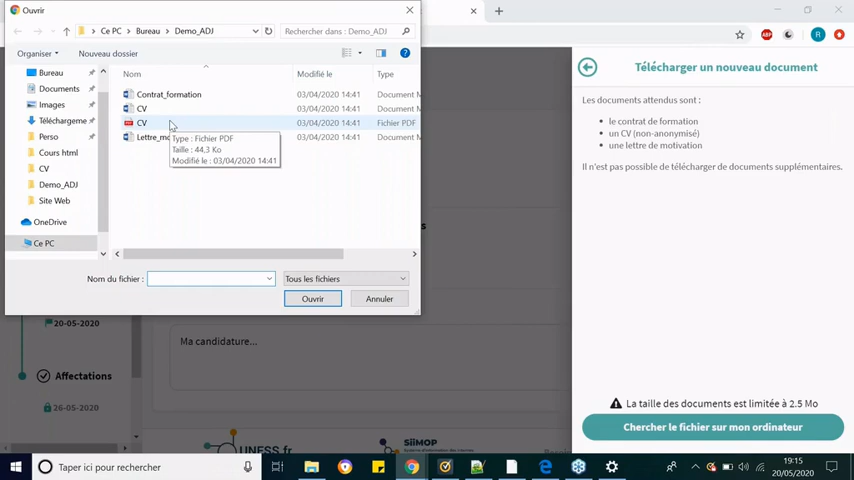 Ouvrir
Ce PC > Bureau > Demo_ADJ
Rechercher dans : Demo_ADJ
Organiser
Nouveau dossier
Bureau
Documents
Images
Téléchargeme
Perso
Cours html
CV
Demo_ADJ
Site Web
OneDrive
Ce PC
Nom Modifié le Type
Contrat_formation 03/04/2020 14:41 Document M
CV 03/04/2020 14:41 Document M
CV 03/04/2020 14:41 Fichier PDF
Lettre_mo 03/04/2020 14:41 Document M
Type : Fichier PDF
Taille : 44,3 Ko
Modifié le : 03/04/2020 14:41
Nom du fichier :
Tous les fichiers
Ouvrir
Annuler
ABP
R
Télécharger un nouveau document
Les documents attendus sont :
• le contrat de formation
• un CV (non-anonymisé)
• une lettre de motivation
Il n'est pas possible de télécharger de documents supplémentaires.
20-05-2020
Affectations
26-05-2020
Ma candidature...
UNESS.fr
SiiMOP
La taille des documents est limitée à 2.5 Mo
Chercher le fichier sur mon ordinateur
Taper ici pour rechercher
19:15
20/05/2020